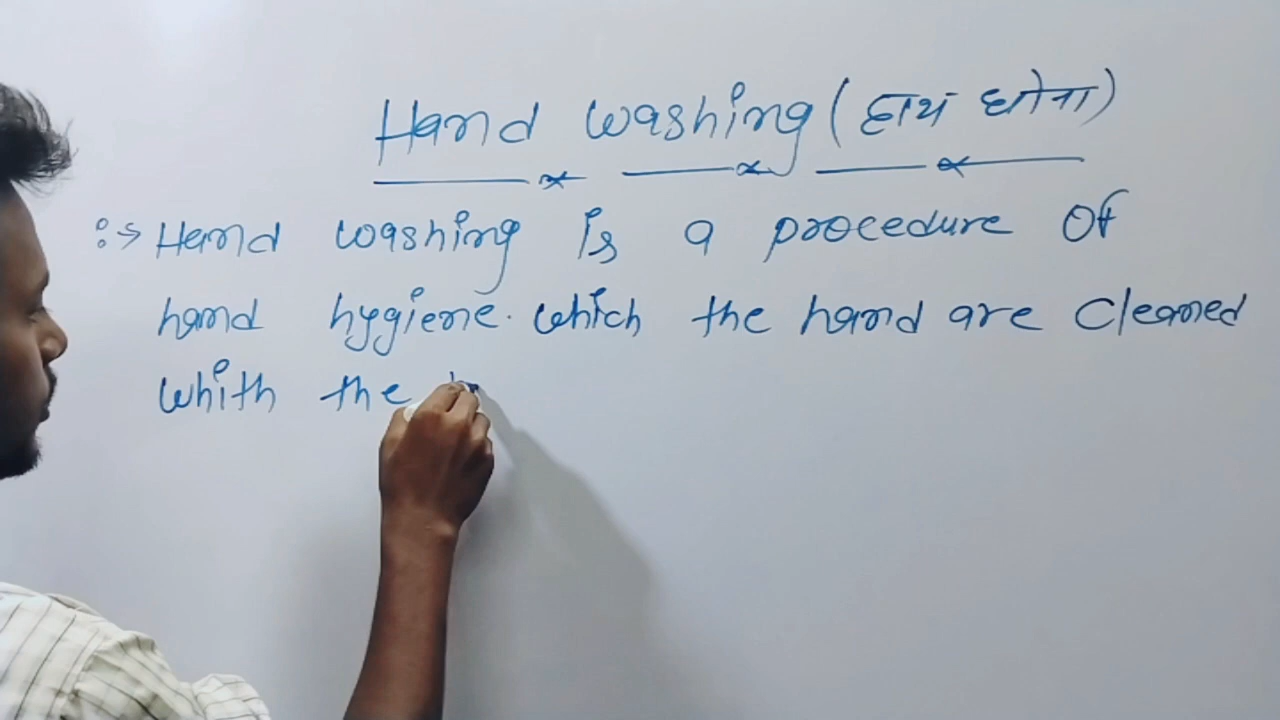 Hand washing (हाथ धोना)
:→ Hand washing is a procedure of
hand hygiene. which the hand are cleaned
whith the